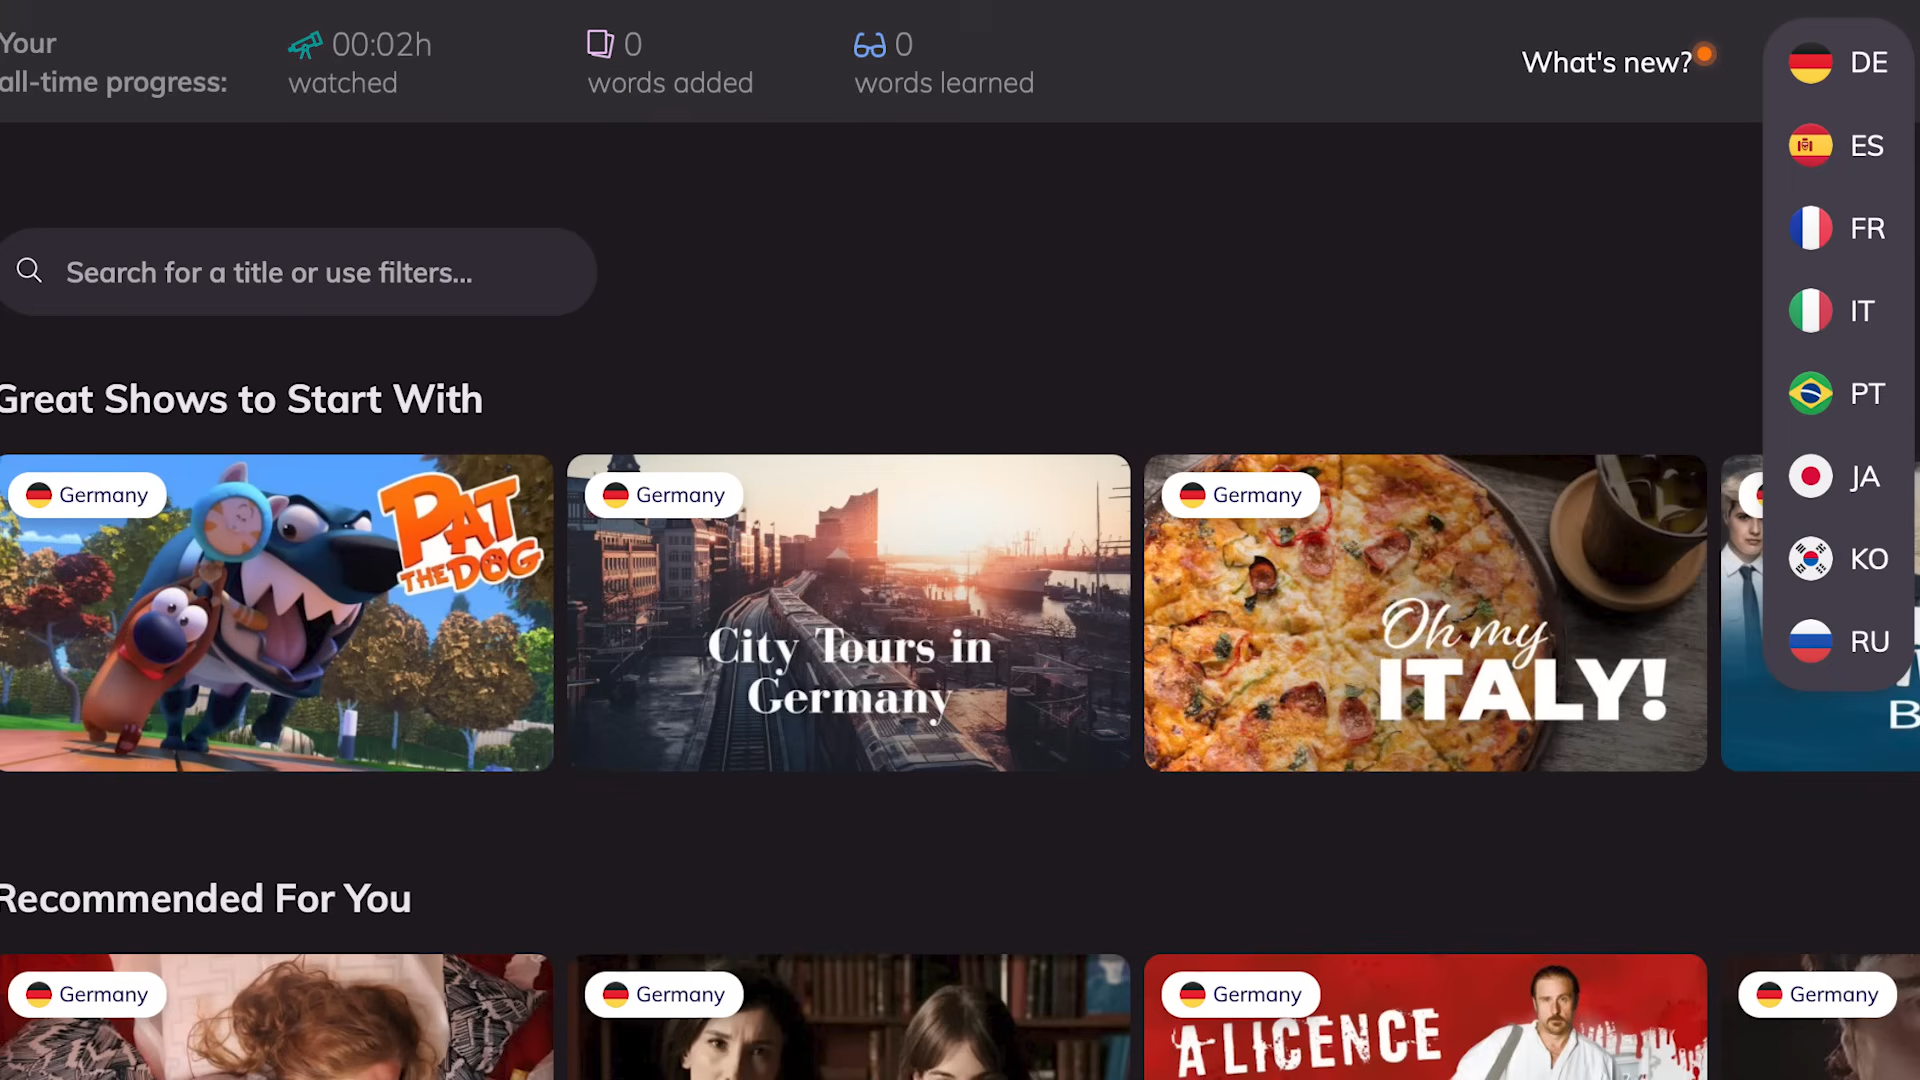 Your
all-time progress:
00:02h
watched
0
words added
0
words learned
What's new?
DE
ES
FR
IT
PT
JA
KO
RU
Search for a title or use filters...
Great Shows to Start With
Germany
PAT
THE DOG
Germany
City Tours in
Germany
Germany
Oh my
ITALY!
B
Recommended For You
Germany
Germany
Germany
A LICENCE
Germany